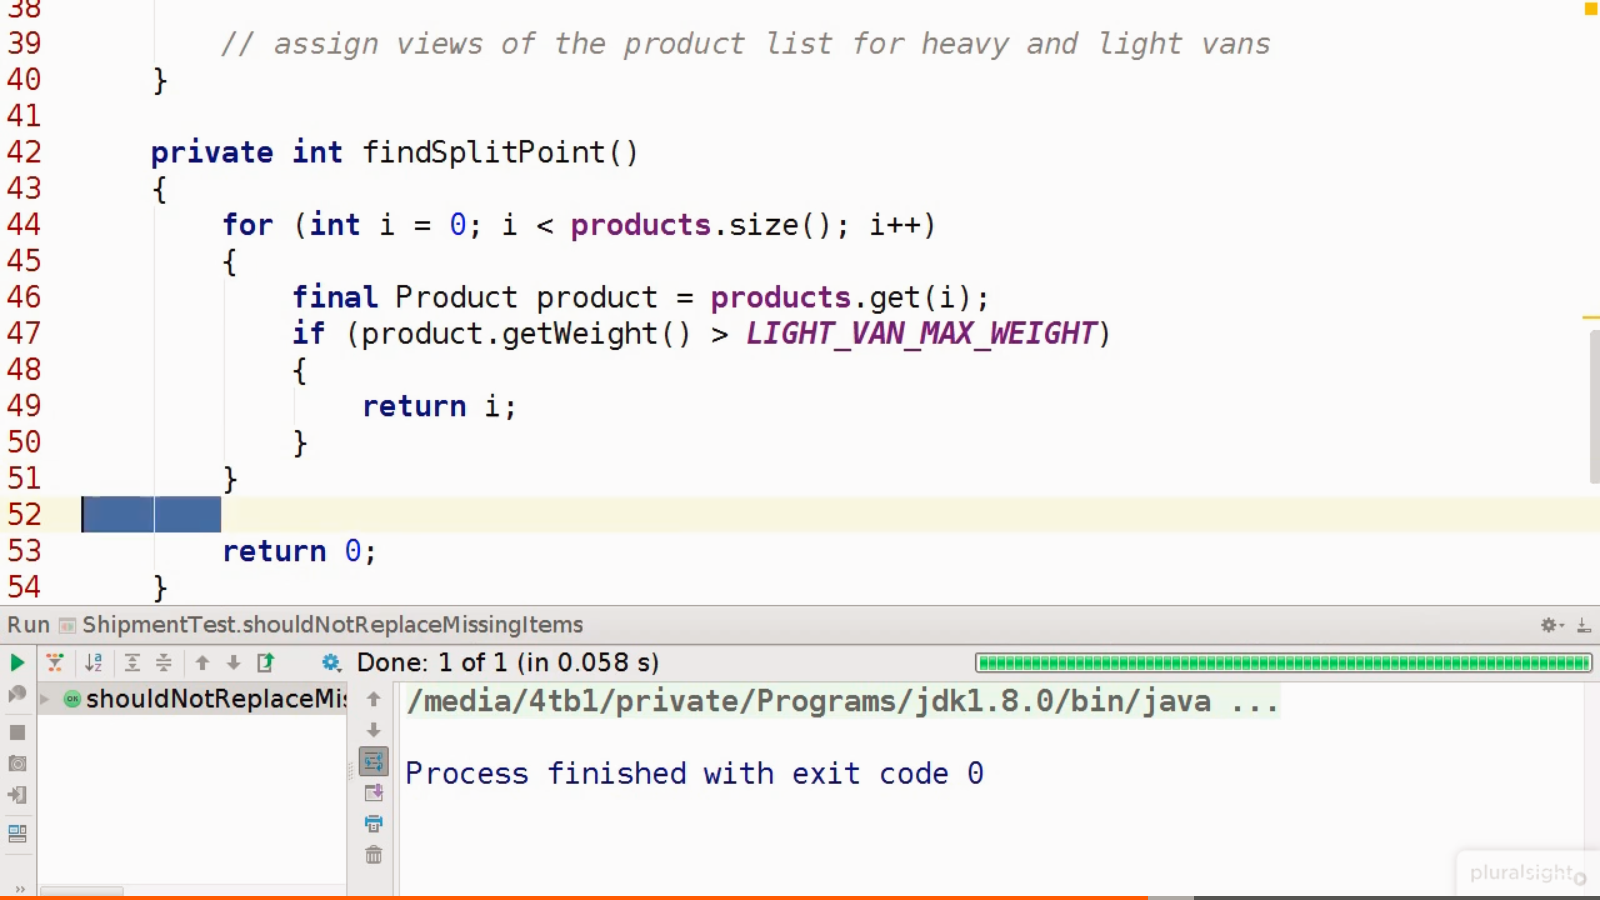 38
39 // assign views of the product list for heavy and light vans
40 }
41
42 private int findSplitPoint()
43 {
44 for (int i = 0; i < products.size(); i++)
45 {
46 final Product product = products.get(i);
47 if (product.getWeight() > LIGHT_VAN_MAX_WEIGHT)
48 {
49 return i;
50 }
51 }
52
53 return 0;
54 }
Run ShipmentTest.shouldNotReplaceMissingItems
Done: 1 of 1 (in 0.058 s)
OK shouldNotReplaceMis
/media/4tb1/private/Programs/jdk1.8.0/bin/java ...
Process finished with exit code 0
pluralsight